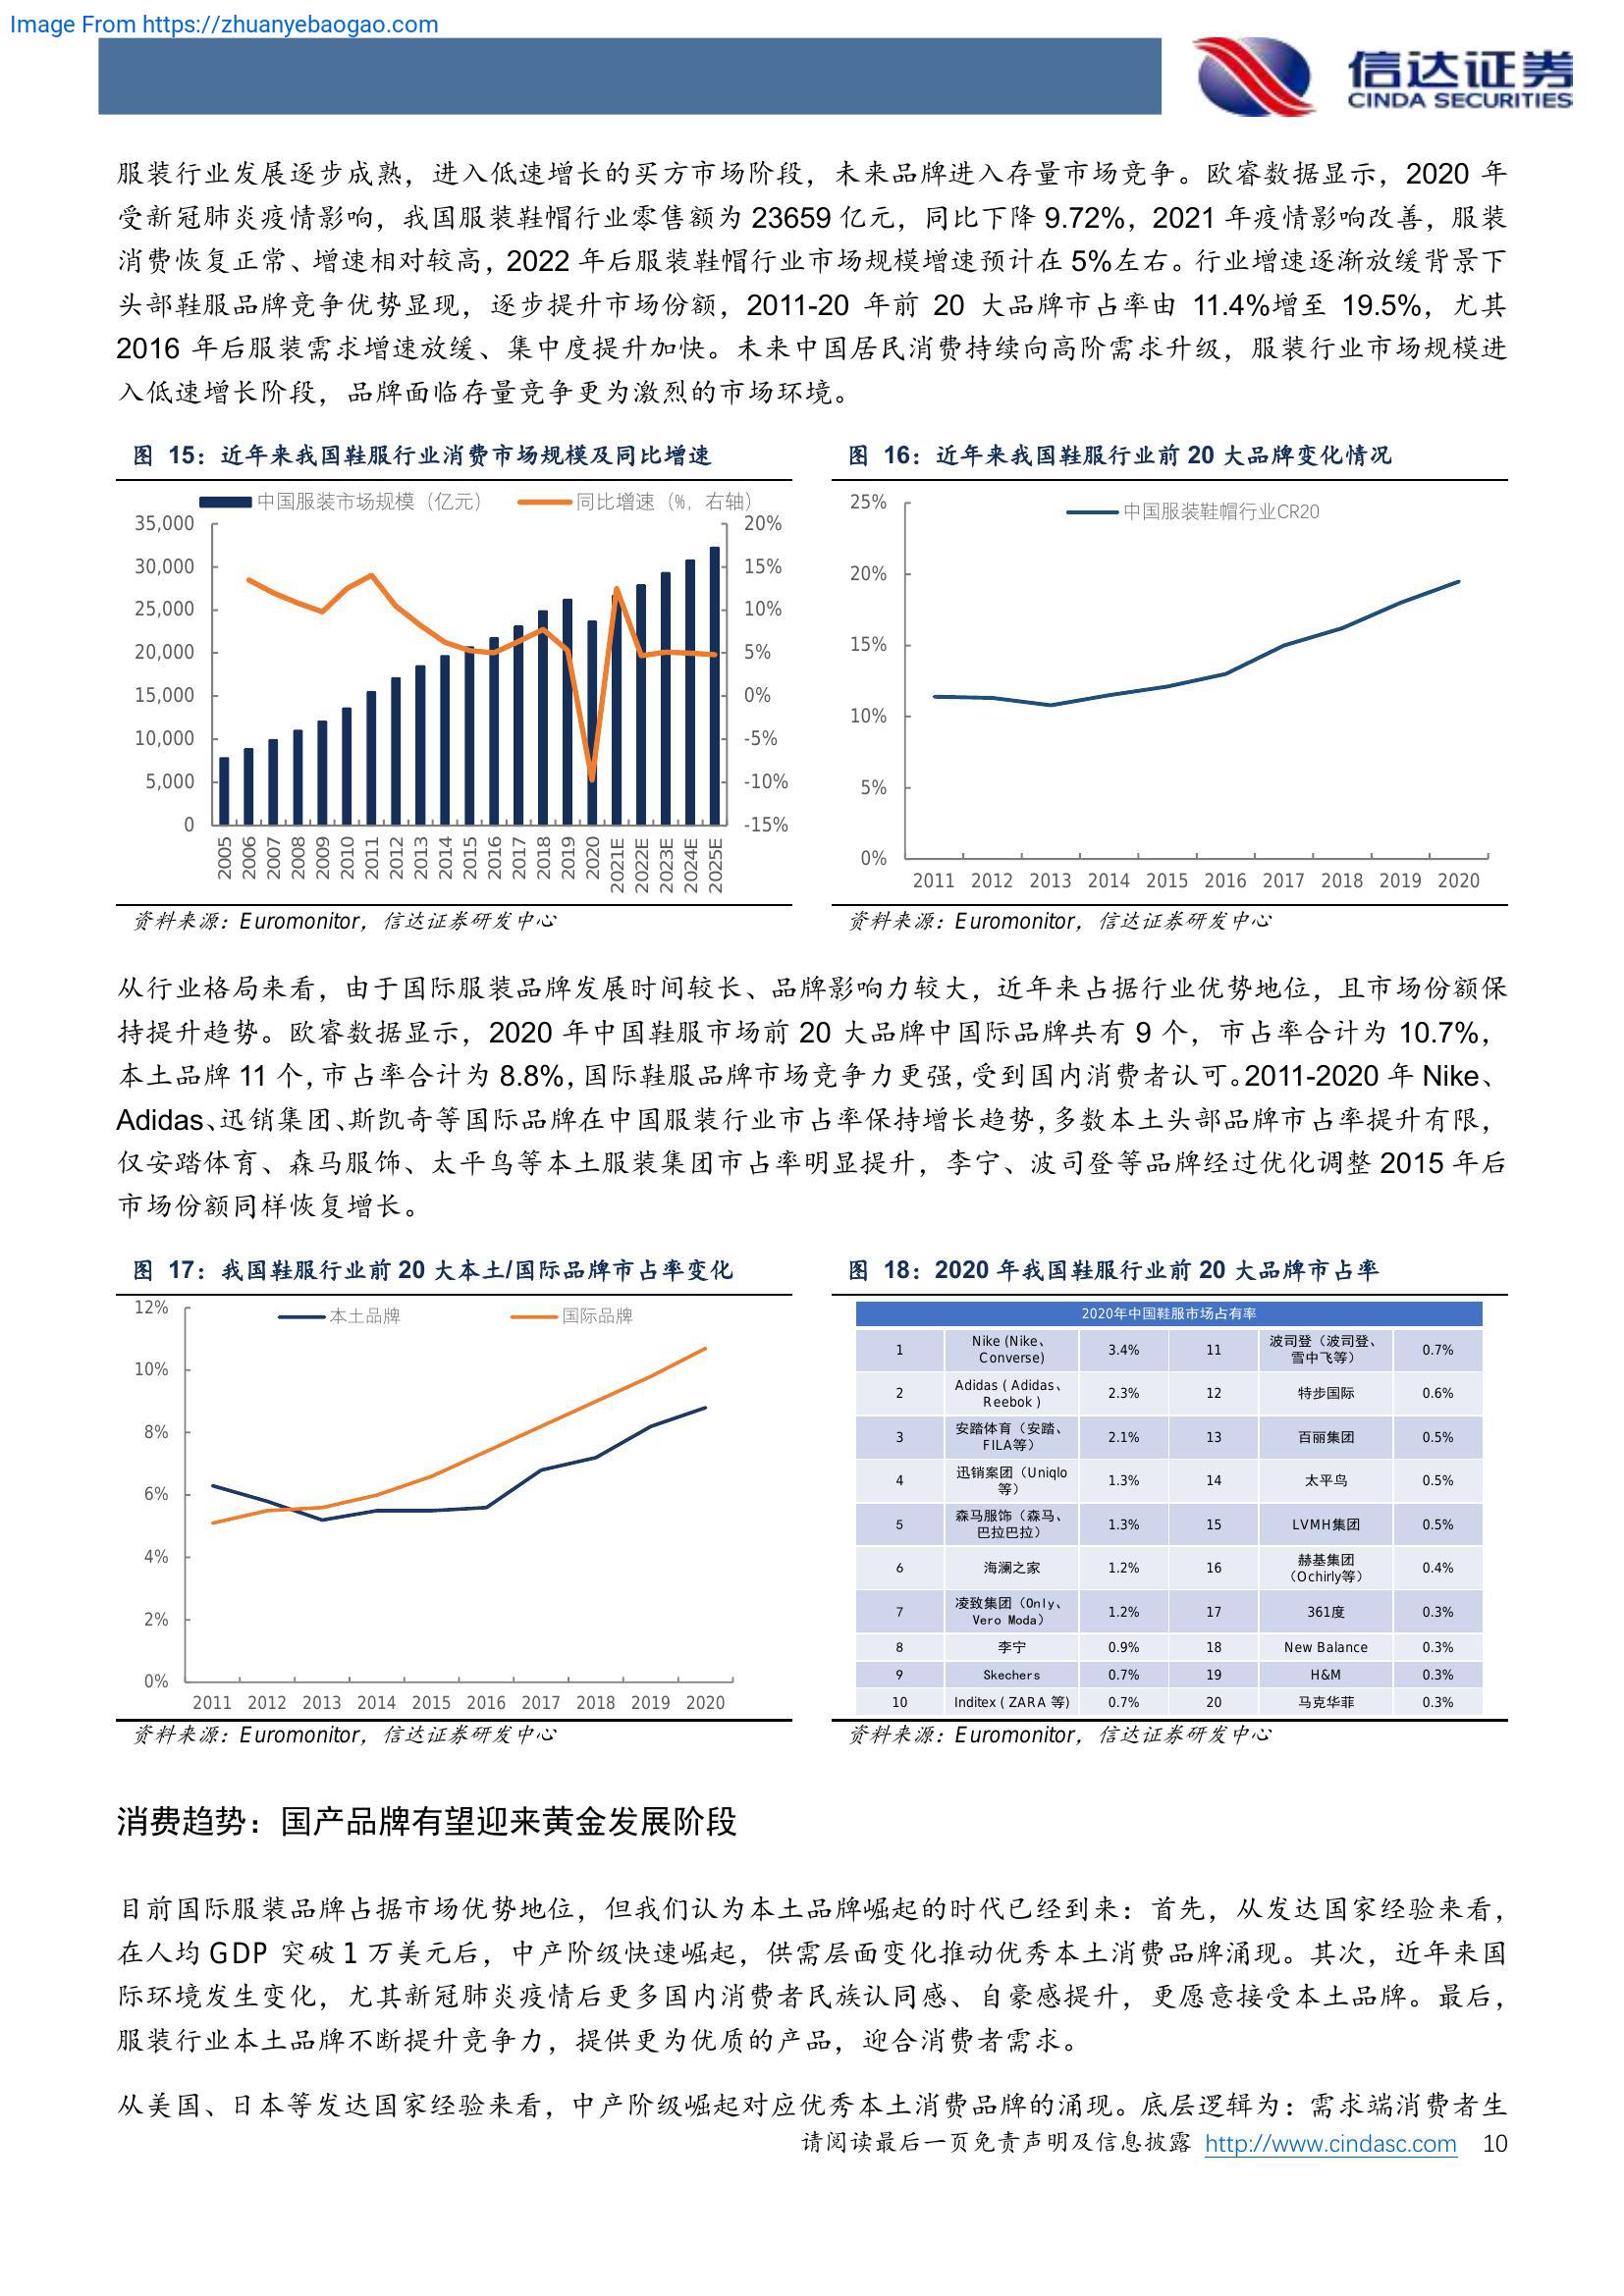 Image From https://zhuanyebaogao.com
信达证券
CINDA SECURITIES
服装行业发展逐步成熟，进入低速增长的买方市场阶段，未来品牌进入存量市场竞争。欧睿数据显示，2020 年
受新冠肺炎疫情影响，我国服装鞋帽行业零售额为 23659 亿元，同比下降 9.72%，2021 年疫情影响改善，服装
消费恢复正常、增速相对较高，2022 年后服装鞋帽行业市场规模增速预计在 5%左右。行业增速逐渐放缓背景下
头部鞋服品牌竞争优势显现，逐步提升市场份额，2011-20 年前 20 大品牌市占率由 11.4%增至 19.5%，尤其
2016 年后服装需求增速放缓、集中度提升加快。未来中国居民消费持续向高阶需求升级，服装行业市场规模进
入低速增长阶段，品牌面临存量竞争更为激烈的市场环境。
图 15：近年来我国鞋服行业消费市场规模及同比增速
中国服装市场规模（亿元） 同比增速（%，右轴）
35,000 20%
30,000 15%
25,000 10%
20,000 5%
15,000 0%
10,000 -5%
5,000 -10%
0 -15%
2005 2006 2007 2008 2009 2010 2011 2012 2013 2014 2015 2016 2017 2018 2019 2020 2021E 2022E 2023E 2024E 2025E
资料来源：Euromonitor，信达证券研发中心
图 16：近年来我国鞋服行业前 20 大品牌变化情况
中国服装鞋帽行业CR20
25%
20%
15%
10%
5%
0%
2011 2012 2013 2014 2015 2016 2017 2018 2019 2020
资料来源：Euromonitor，信达证券研发中心
从行业格局来看，由于国际服装品牌发展时间较长、品牌影响力较大，近年来占据行业优势地位，且市场份额保
持提升趋势。欧睿数据显示，2020 年中国鞋服市场前 20 大品牌中国际品牌共有 9 个，市占率合计为 10.7%，
本土品牌 11 个，市占率合计为 8.8%，国际鞋服品牌市场竞争力更强，受到国内消费者认可。2011-2020 年 Nike、
Adidas、迅销集团、斯凯奇等国际品牌在中国服装行业市占率保持增长趋势，多数本土头部品牌市占率提升有限，
仅安踏体育、森马服饰、太平鸟等本土服装集团市占率明显提升，李宁、波司登等品牌经过优化调整 2015 年后
市场份额同样恢复增长。
图 17：我国鞋服行业前 20 大本土/国际品牌市占率变化
本土品牌 国际品牌
12%
10%
8%
6%
4%
2%
0%
2011 2012 2013 2014 2015 2016 2017 2018 2019 2020
资料来源：Euromonitor，信达证券研发中心
图 18：2020 年我国鞋服行业前 20 大品牌市占率
2020年中国鞋服市场占有率
1 Nike (Nike、Converse) 3.4% 11 波司登（波司登、雪中飞等） 0.7%
2 Adidas ( Adidas、Reebok ) 2.3% 12 特步国际 0.6%
3 安踏体育（安踏、FILA等） 2.1% 13 百丽集团 0.5%
4 迅销案团（Uniqlo等） 1.3% 14 太平鸟 0.5%
5 森马服饰（森马、巴拉巴拉） 1.3% 15 LVMH集团 0.5%
6 海澜之家 1.2% 16 赫基集团（Ochirly等） 0.4%
7 凌致集团（Only、Vero Moda） 1.2% 17 361度 0.3%
8 李宁 0.9% 18 New Balance 0.3%
9 Skechers 0.7% 19 H&M 0.3%
10 Inditex ( ZARA 等) 0.7% 20 马克华菲 0.3%
资料来源：Euromonitor，信达证券研发中心
消费趋势：国产品牌有望迎来黄金发展阶段
目前国际服装品牌占据市场优势地位，但我们认为本土品牌崛起的时代已经到来：首先，从发达国家经验来看，
在人均 GDP 突破 1 万美元后，中产阶级快速崛起，供需层面变化推动优秀本土消费品牌涌现。其次，近年来国
际环境发生变化，尤其新冠肺炎疫情后更多国内消费者民族认同感、自豪感提升，更愿意接受本土品牌。最后，
服装行业本土品牌不断提升竞争力，提供更为优质的产品，迎合消费者需求。
从美国、日本等发达国家经验来看，中产阶级崛起对应优秀本土消费品牌的涌现。底层逻辑为：需求端消费者生
请阅读最后一页免责声明及信息披露 http://www.cindasc.com 10